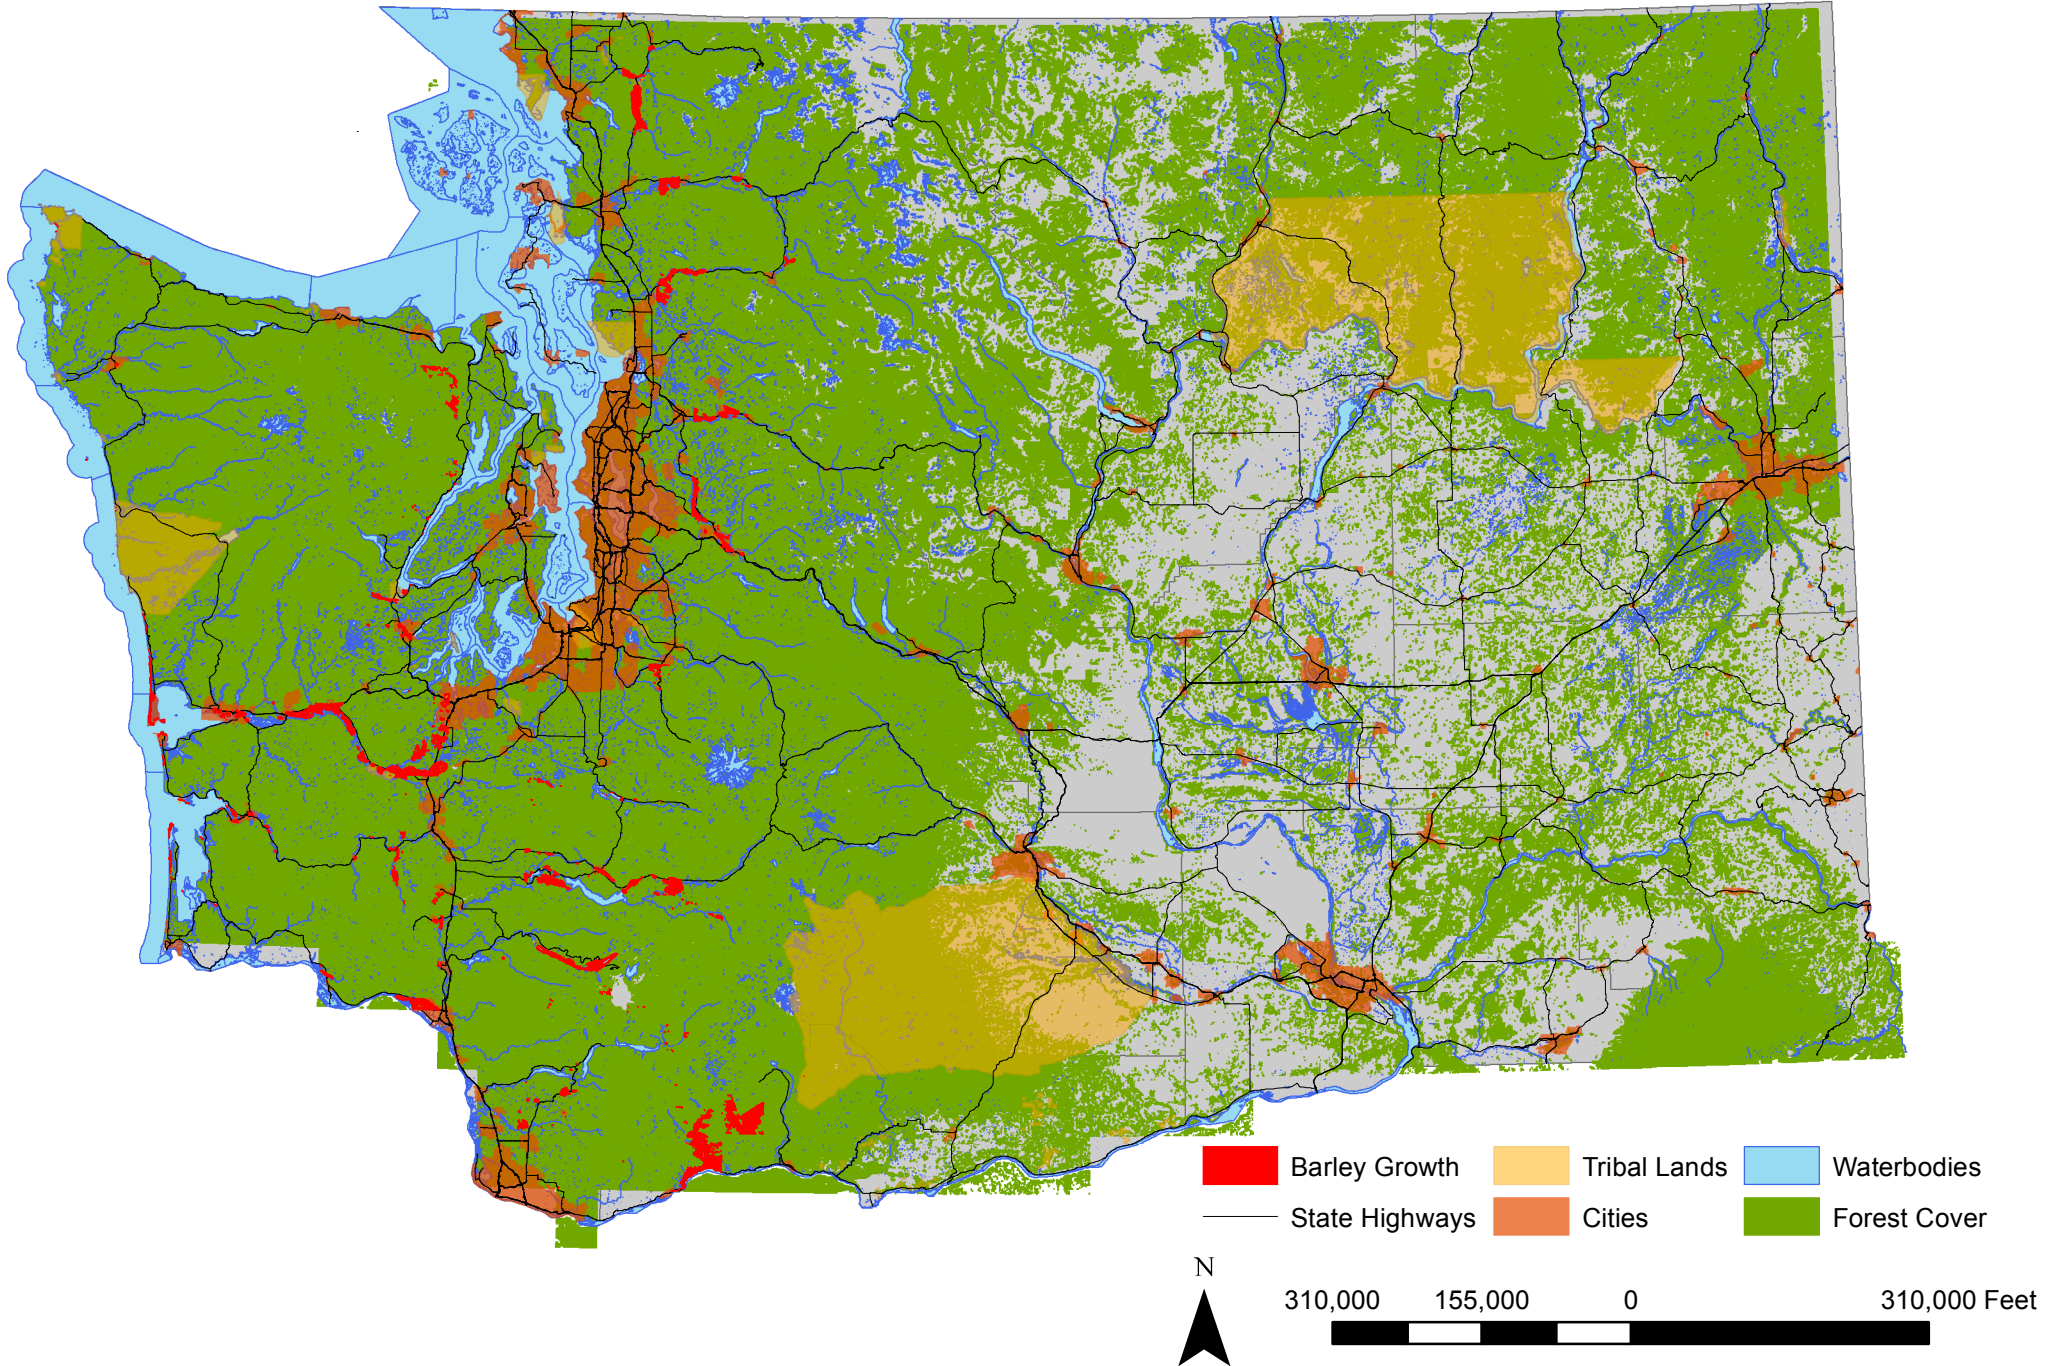 Barley Growth Tribal Lands Waterbodies
State Highways Cities Forest Cover
N
310,000 155,000 0 310,000 Feet